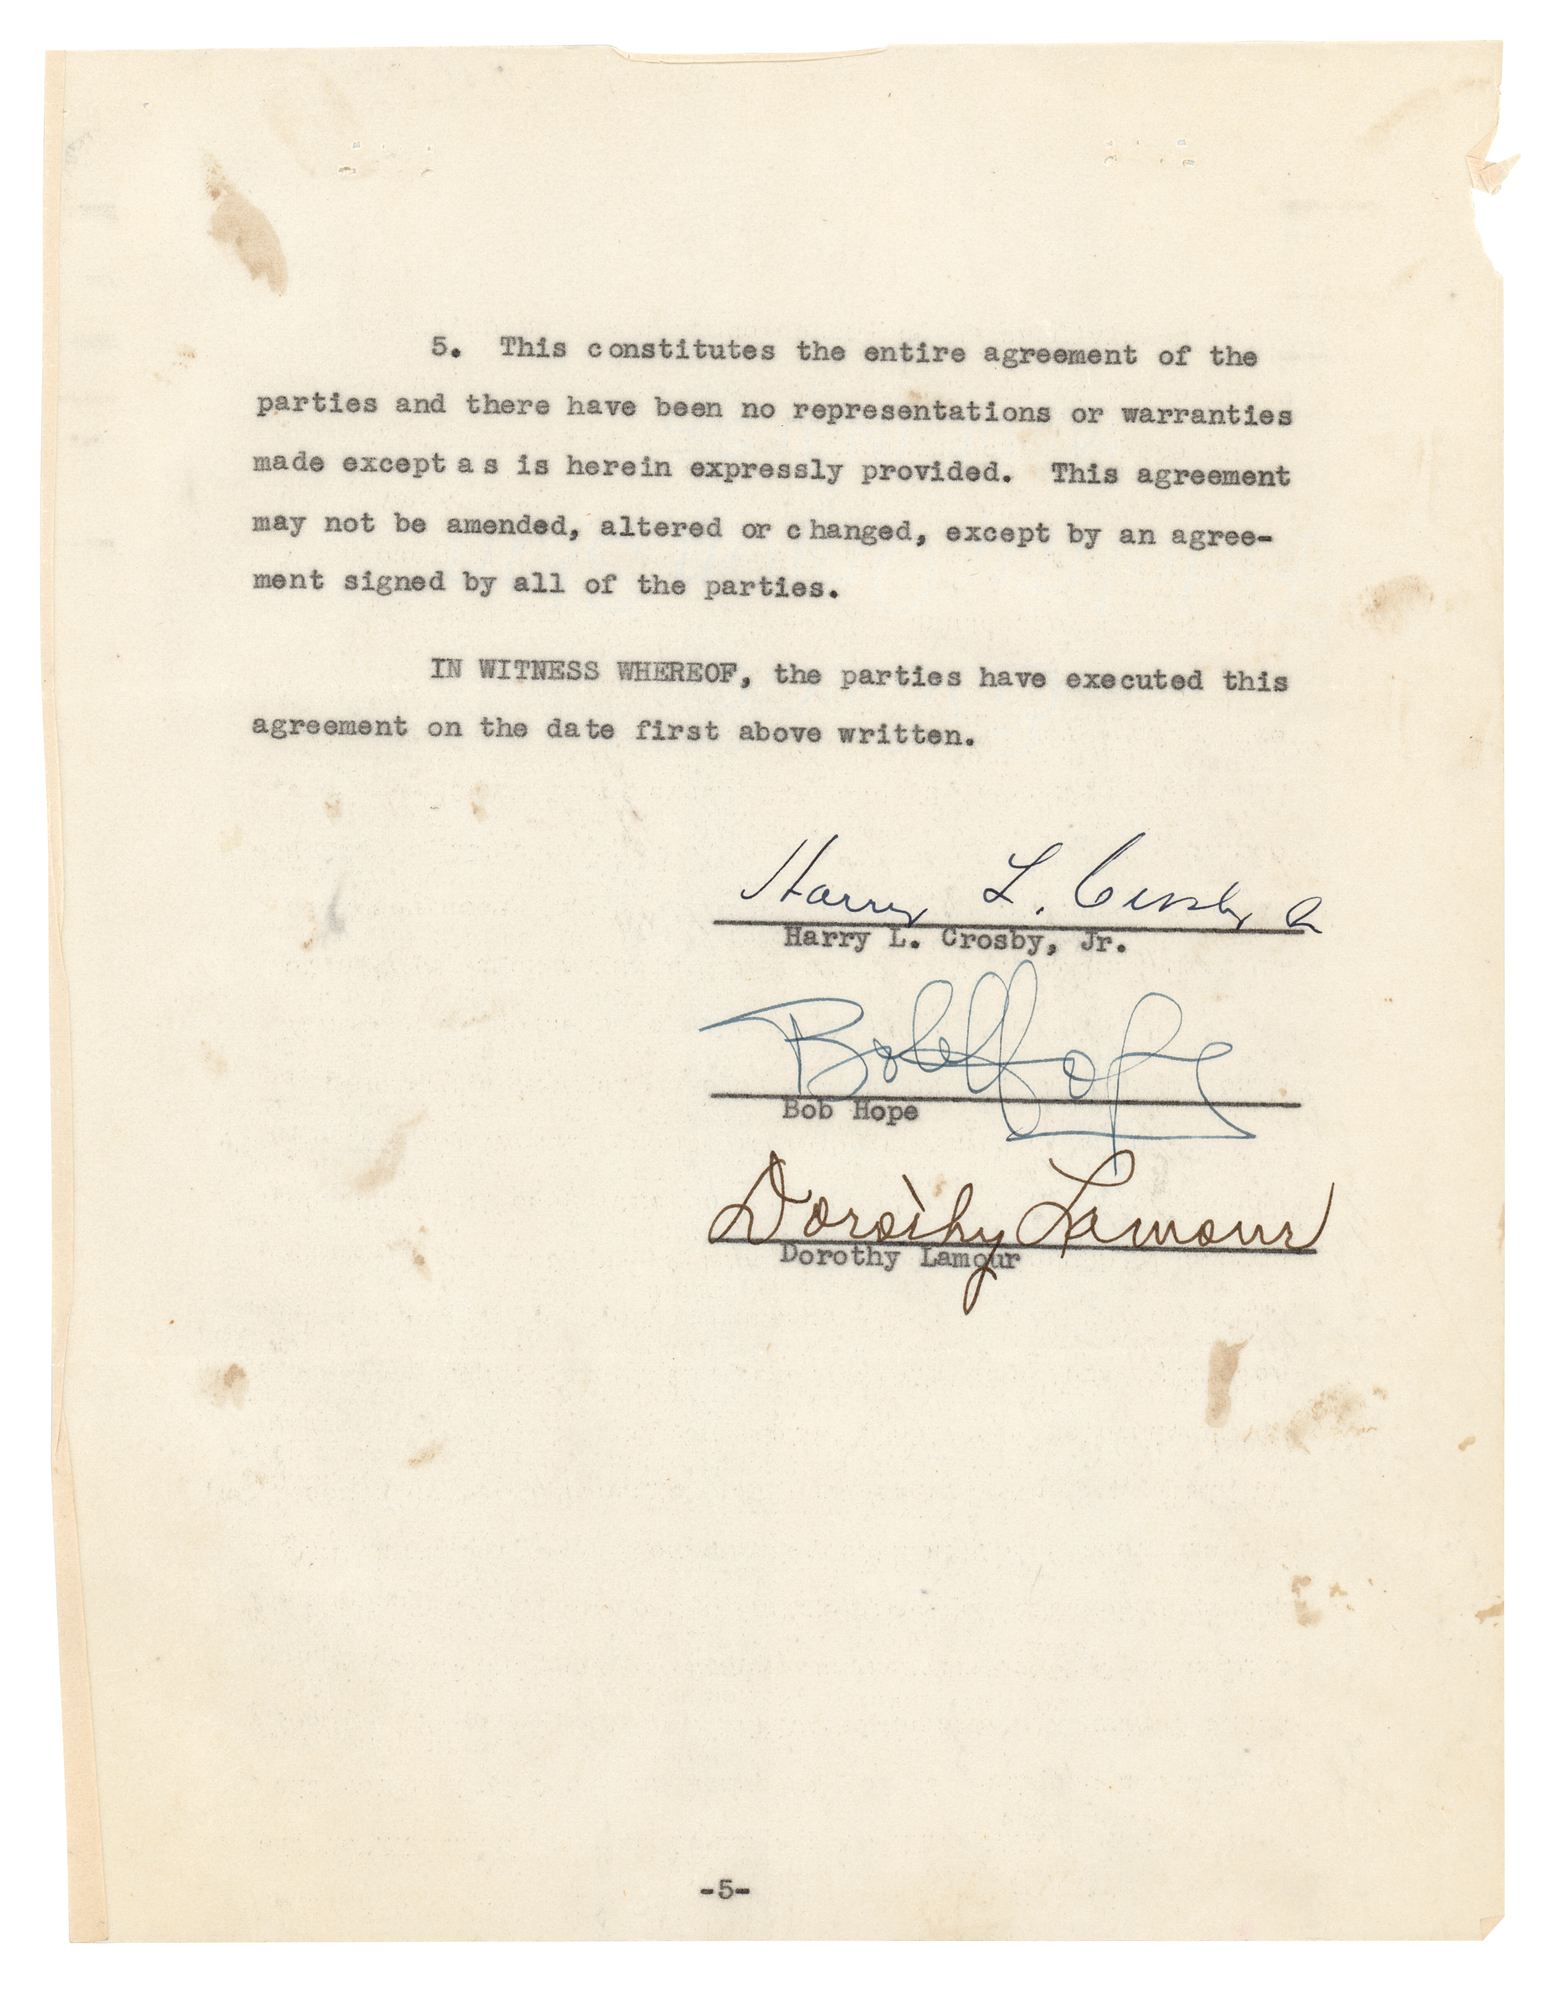 5. This constitutes the entire agreement of the
parties and there have been no representations or warranties
made except as is herein expressly provided. This agreement
may not be amended, altered or changed, except by an agree-
ment signed by all of the parties.
IN WITNESS WHEREOF, the parties have executed this
agreement on the date first above written.
Harry L. Crosby Jr
Harry L. Crosby, Jr.
Bob Hope
Bob Hope
Dorothy Lamour
Dorothy Lamour
-5-